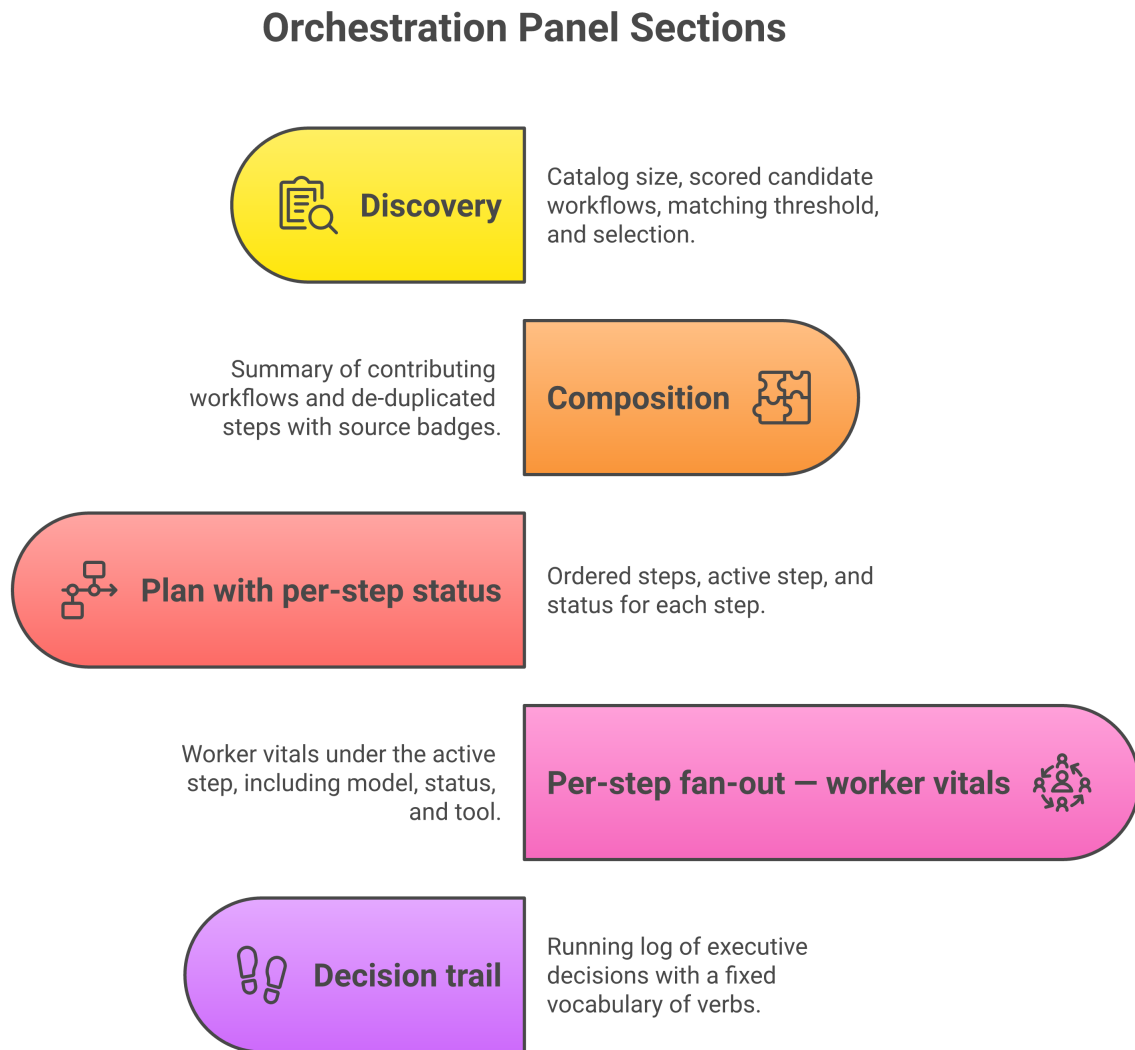 Orchestration Panel Sections
Discovery
Catalog size, scored candidate
workflows, matching threshold,
and selection.
Summary of contributing
workflows and de-duplicated
steps with source badges.
Composition
Plan with per-step status
Ordered steps, active step, and
status for each step.
Worker vitals under the active
step, including model, status,
and tool.
Per-step fan-out — worker vitals
Decision trail
Running log of executive
decisions with a fixed
vocabulary of verbs.